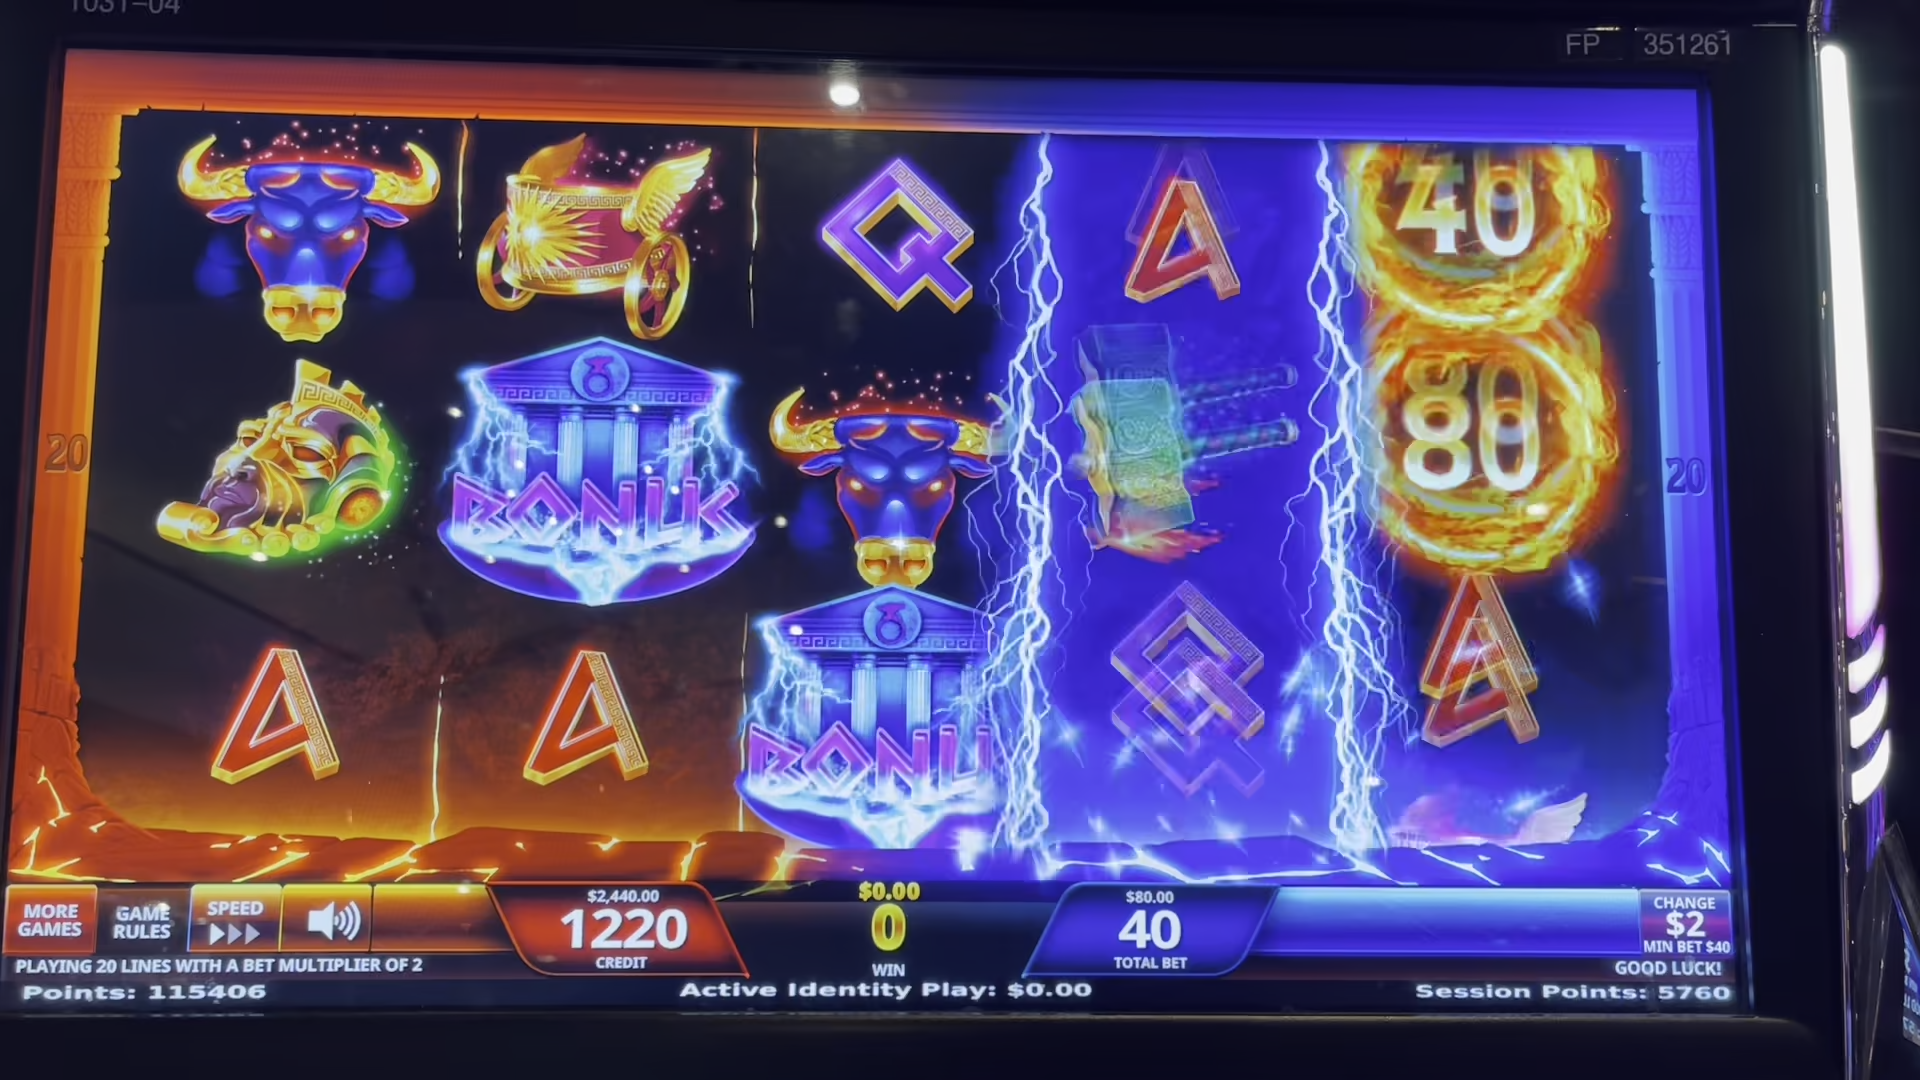 1031-04
FP 351261
Q
A
40
20
BONUS
80
20
A
A
BONU
Q
A
MORE GAMES
GAME RULES
SPEED
$2,440.00
1220
CREDIT
$0.00
0
WIN
$80.00
40
TOTAL BET
CHANGE
$2
MIN BET $40
PLAYING 20 LINES WITH A BET MULTIPLIER OF 2
GOOD LUCK!
Points: 115406
Active Identity Play: $0.00
Session Points: 5760